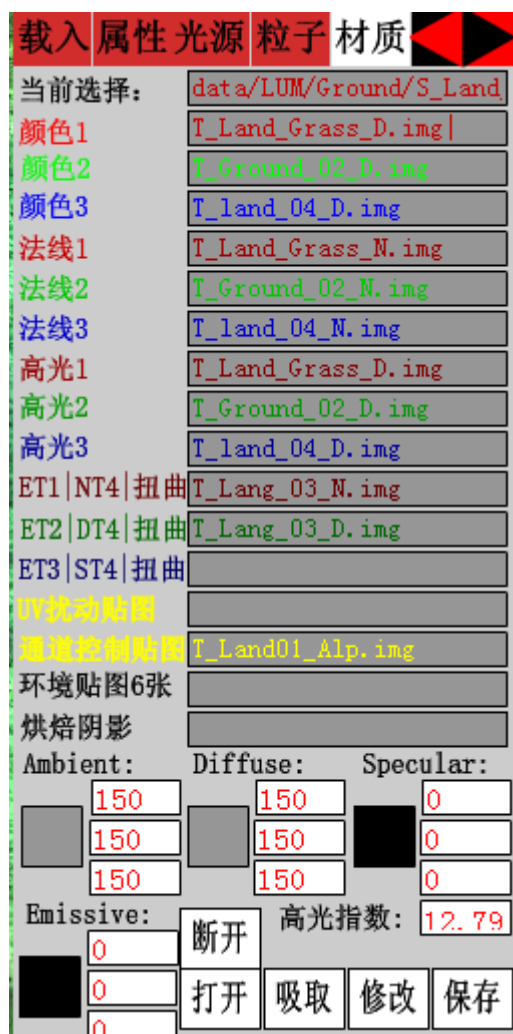 载入 属性 光源 粒子 材质
当前选择： data/LUM/Ground/S_Land
颜色1 T_Land_Grass_D.img
颜色2 T_Ground_02_D.img
颜色3 T_land_04_D.img
法线1 T_Land_Grass_N.img
法线2 T_Ground_02_N.img
法线3 T_land_04_N.img
高光1 T_Land_Grass_D.img
高光2 T_Ground_02_D.img
高光3 T_land_04_D.img
ET1|NT4|扭曲 T_Lang_03_N.img
ET2|DT4|扭曲 T_Lang_03_D.img
ET3|ST4|扭曲
UV扰动贴图
通道控制贴图 T_Land01_Alp.img
环境贴图6张
烘焙阴影
Ambient: Diffuse: Specular:
150 150 0
150 150 0
150 150 0
Emissive: 断开 高光指数: 12.79
0
0 打开 吸取 修改 保存
0